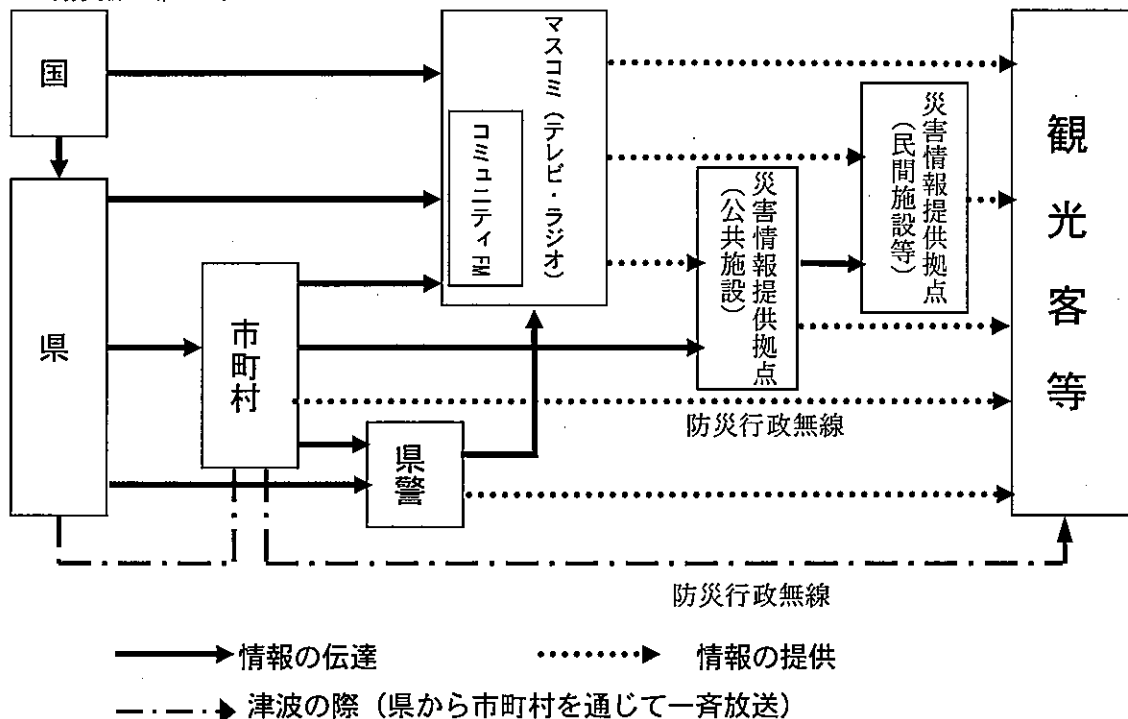 国
県
市町村
県警
マスコミ（テレビ・ラジオ）
コミュニティFM
災害情報提供拠点
（公共施設）
災害情報提供拠点
（民間施設等）
観光客等
防災行政無線
防災行政無線
情報の伝達
情報の提供
津波の際（県から市町村を通じて一斉放送）